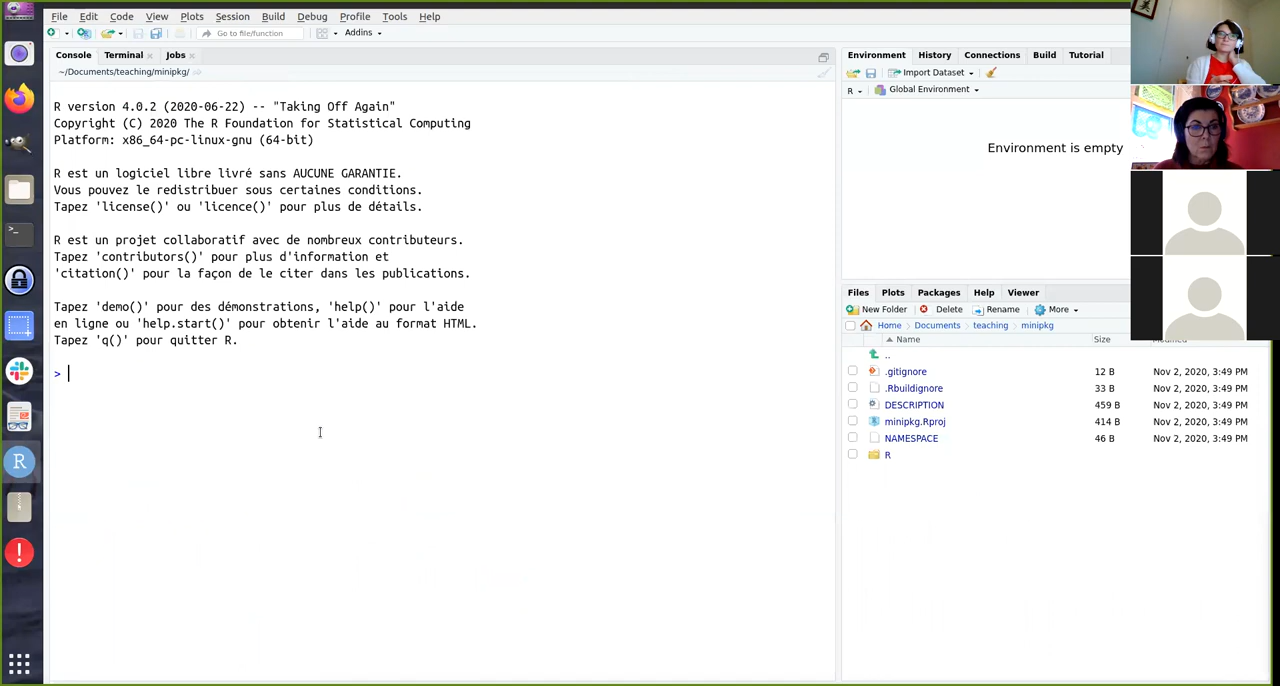 File Edit Code View Plots Session Build Debug Profile Tools Help
Go to file/function Addins
Console Terminal Jobs
~/Documents/teaching/minipkg/
R version 4.0.2 (2020-06-22) -- "Taking Off Again"
Copyright (C) 2020 The R Foundation for Statistical Computing
Platform: x86_64-pc-linux-gnu (64-bit)
R est un logiciel libre livré sans AUCUNE GARANTIE.
Vous pouvez le redistribuer sous certaines conditions.
Tapez 'license()' ou 'licence()' pour plus de détails.
R est un projet collaboratif avec de nombreux contributeurs.
Tapez 'contributors()' pour plus d'information et
'citation()' pour la façon de le citer dans les publications.
Tapez 'demo()' pour des démonstrations, 'help()' pour l'aide
en ligne ou 'help.start()' pour obtenir l'aide au format HTML.
Tapez 'q()' pour quitter R.
>
Environment History Connections Build Tutorial
Import Dataset
R Global Environment
Environment is empty
Files Plots Packages Help Viewer
New Folder Delete Rename More
Home Documents teaching minipkg
Name Size
..
.gitignore 12 B Nov 2, 2020, 3:49 PM
.Rbuildignore 33 B Nov 2, 2020, 3:49 PM
DESCRIPTION 459 B Nov 2, 2020, 3:49 PM
minipkg.Rproj 414 B Nov 2, 2020, 3:49 PM
NAMESPACE 46 B Nov 2, 2020, 3:49 PM
R